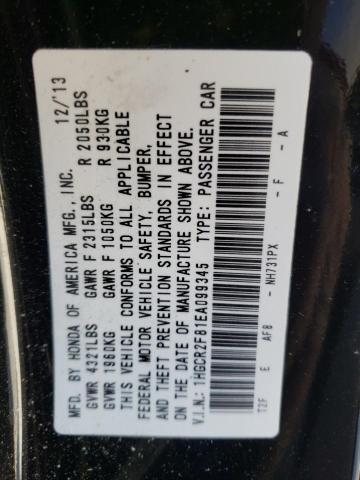 MFD. BY HONDA OF AMERICA MFG., INC. 12/'13
GVWR 4321LBS GAWR F 2315LBS R 2050LBS
GVWR 1960KG GAWR F 1050KG R 930KG
THIS VEHICLE CONFORMS TO ALL APPLICABLE
FEDERAL MOTOR VEHICLE SAFETY, BUMPER,
AND THEFT PREVENTION STANDARDS IN EFFECT
ON THE DATE OF MANUFACTURE SHOWN ABOVE.
V.I.N.: 1HGCR2F81EA099345 TYPE: PASSENGER CAR
T2F E AF8 - NH731PX - F - A